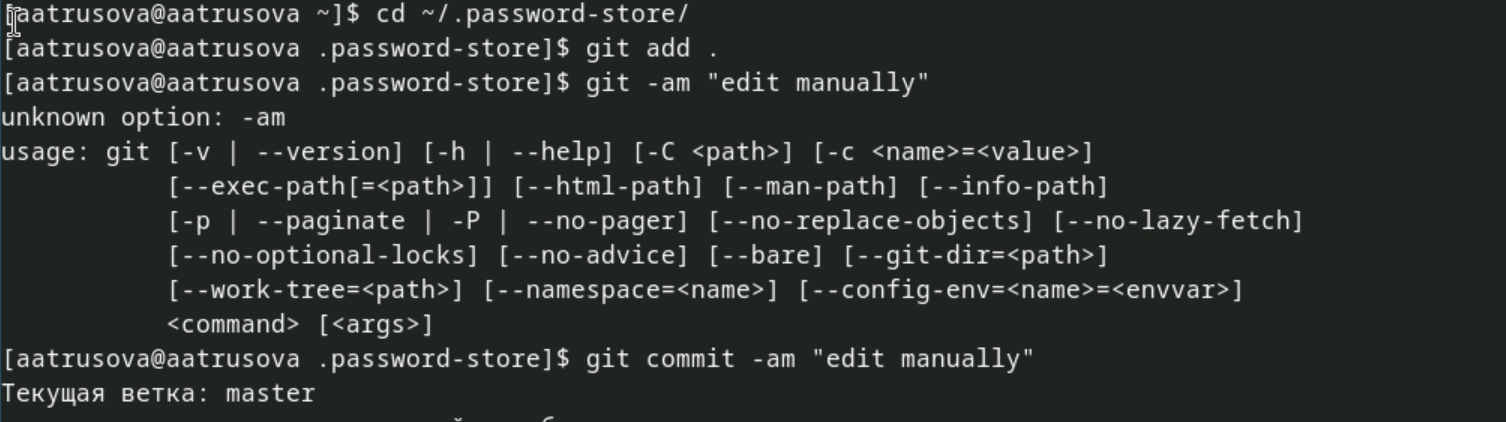 [aatrusova@aatrusova ~]$ cd ~/.password-store/
[aatrusova@aatrusova .password-store]$ git add .
[aatrusova@aatrusova .password-store]$ git -am "edit manually"
unknown option: -am
usage: git [-v | --version] [-h | --help] [-C <path>] [-c <name>=<value>]
           [--exec-path[=<path>]] [--html-path] [--man-path] [--info-path]
           [-p | --paginate | -P | --no-pager] [--no-replace-objects] [--no-lazy-fetch]
           [--no-optional-locks] [--no-advice] [--bare] [--git-dir=<path>]
           [--work-tree=<path>] [--namespace=<name>] [--config-env=<name>=<envvar>]
           <command> [<args>]
[aatrusova@aatrusova .password-store]$ git commit -am "edit manually"
Текущая ветка: master